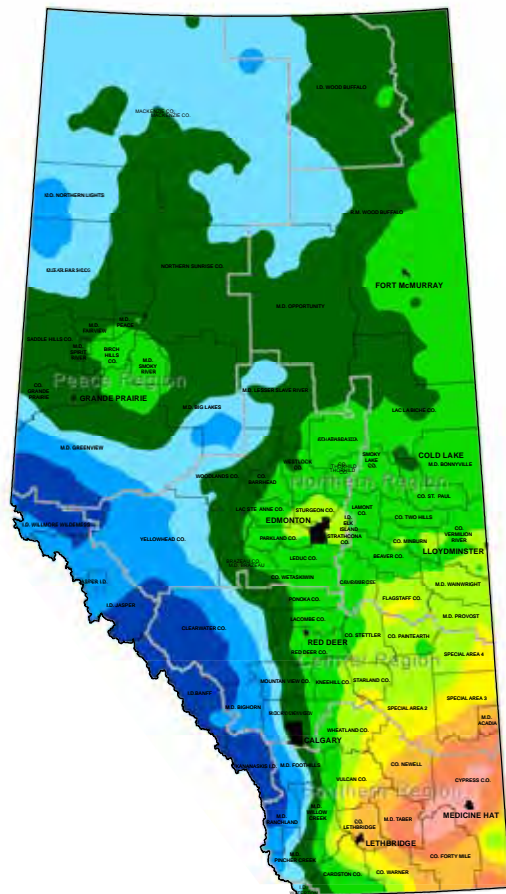 I.D. WOOD BUFFALO
MACKENZIE CO.
MACKENZIE CO.
M.D. NORTHERN LIGHTS
R.M. WOOD BUFFALO
NORTHERN SUNRISE CO.
FORT McMURRAY
M.D. OPPORTUNITY
M.D.
PEACE
M.D.
FAIRVIEW
SADDLE HILLS CO.
M.D.
SPIRIT
RIVER
BIRCH
HILLS
CO.
M.D.
SMOKY
RIVER
Peace Region
CO.
GRANDE
PRAIRIE
GRANDE PRAIRIE
M.D. LESSER SLAVE RIVER
M.D. BIG LAKES
LAC LA BICHE CO.
M.D. GREENVIEW
CO ATHABASCA
WOODLANDS CO.
CO.
BARRHEAD
WESTLOCK
CO.
CO.
THORHILD
SMOKY
LAKE
CO.
COLD LAKE
M.D. BONNYVILLE
Northern Region
CO. ST. PAUL
LAC STE ANNE CO.
STURGEON CO.
LAMONT
CO.
EDMONTON
I.D.
ELK
ISLAND
CO. TWO HILLS
I.D. WILLMORE WILDERNESS
YELLOWHEAD CO.
PARKLAND CO.
STRATHCONA
CO.
CO. MINBURN
CO.
VERMILION
RIVER
LLOYDMINSTER
LEDUC CO.
BEAVER CO.
CO. WETASKIWIN
CAMROSE CO.
M.D. WAINWRIGHT
JASPER I.D.
I.D. JASPER
PONOKA CO.
FLAGSTAFF CO.
LACOMBE CO.
M.D. PROVOST
CLEARWATER CO.
RED DEER
CO. STETTLER
CO. PAINTEARTH
RED DEER CO.
Central Region
SPECIAL AREA 4
MOUNTAIN VIEW CO.
KNEEHILL CO.
STARLAND CO.
I.D. BANFF
M.D. BIGHORN
SPECIAL AREA 3
SPECIAL AREA 2
ROCKY VIEW
M.D.
ACADIA
CALGARY
WHEATLAND CO.
KANANASKIS I.D.
M.D. FOOTHILLS
CO. NEWELL
VULCAN CO.
CYPRESS C.O.
Southern Region
M.D.
RANCHLAND
M.D.
WILLOW
CREEK
CO.
LETHBRIDGE
M.D. TABER
MEDICINE HAT
LETHBRIDGE
M.D.
PINCHER CREEK
CO. FORTY MILE
CARDSTON CO.
CO. WARNER
I.D.